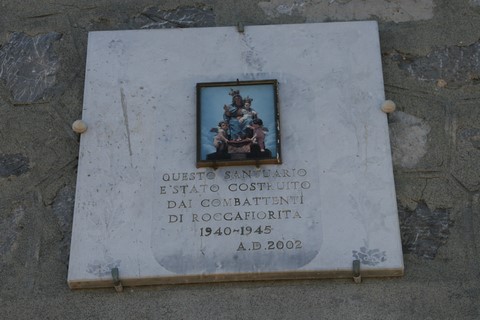 QUESTO SANTUARIO
E' STATO COSTRUITO
DAI COMBATTENTI
DI ROCCAFIORITA
1940-1945
A.D. 2002